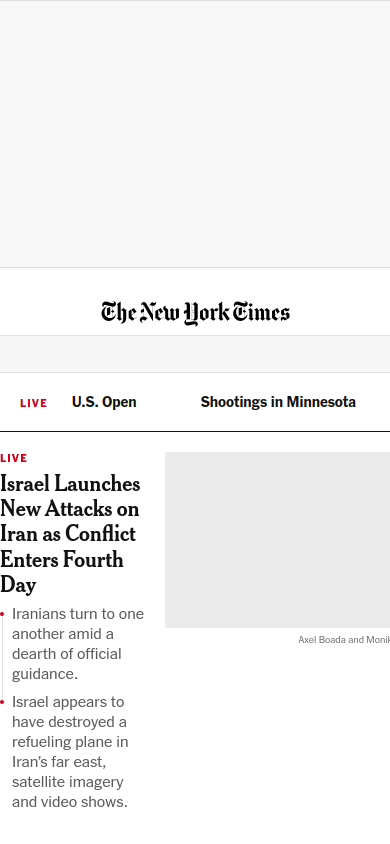 The New York Times
LIVE U.S. Open Shootings in Minnesota
LIVE
Israel Launches
New Attacks on
Iran as Conflict
Enters Fourth
Day
Iranians turn to one
another amid a
dearth of official
guidance.
Israel appears to
have destroyed a
refueling plane in
Iran’s far east,
satellite imagery
and video shows.
Axel Boada and